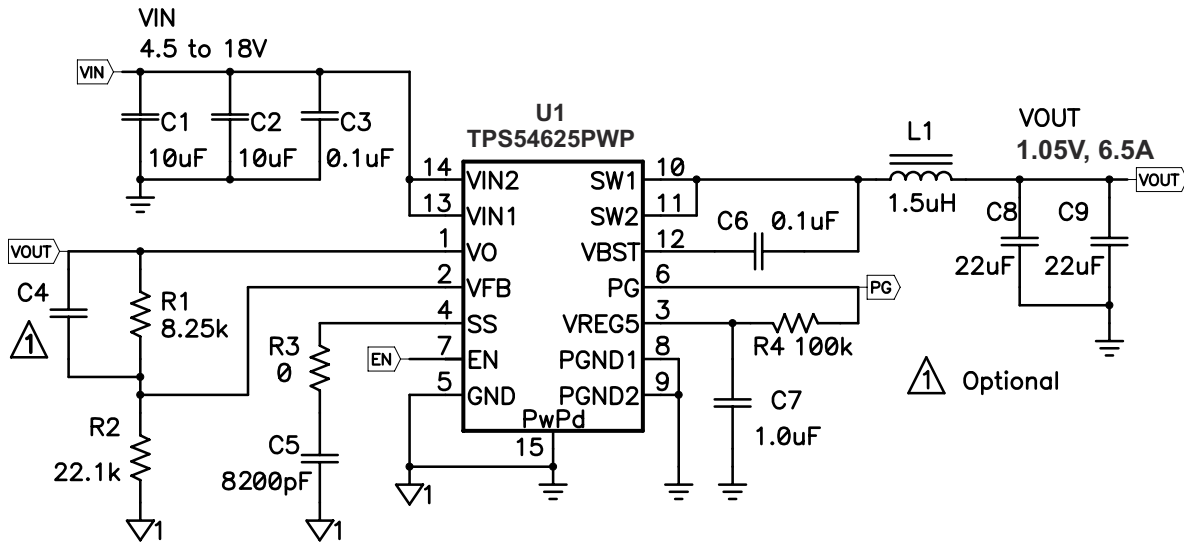 VIN
4.5 to 18V
VIN
C1
10uF
C2
10uF
C3
0.1uF
U1
TPS54625PWP
14
VIN2
13
VIN1
1
VO
2
VFB
4
SS
7
EN
5
GND
PwPd
15
SW1
10
SW2
11
VBST
12
PG
6
VREG5
3
PGND1
8
PGND2
9
VOUT
C4
1
R1
8.25k
R2
22.1k
R3
0
C5
8200pF
EN
1
1
1
C6
0.1uF
L1
1.5uH
VOUT
1.05V, 6.5A
VOUT
C8
22uF
C9
22uF
PG
R4 100k
C7
1.0uF
1 Optional